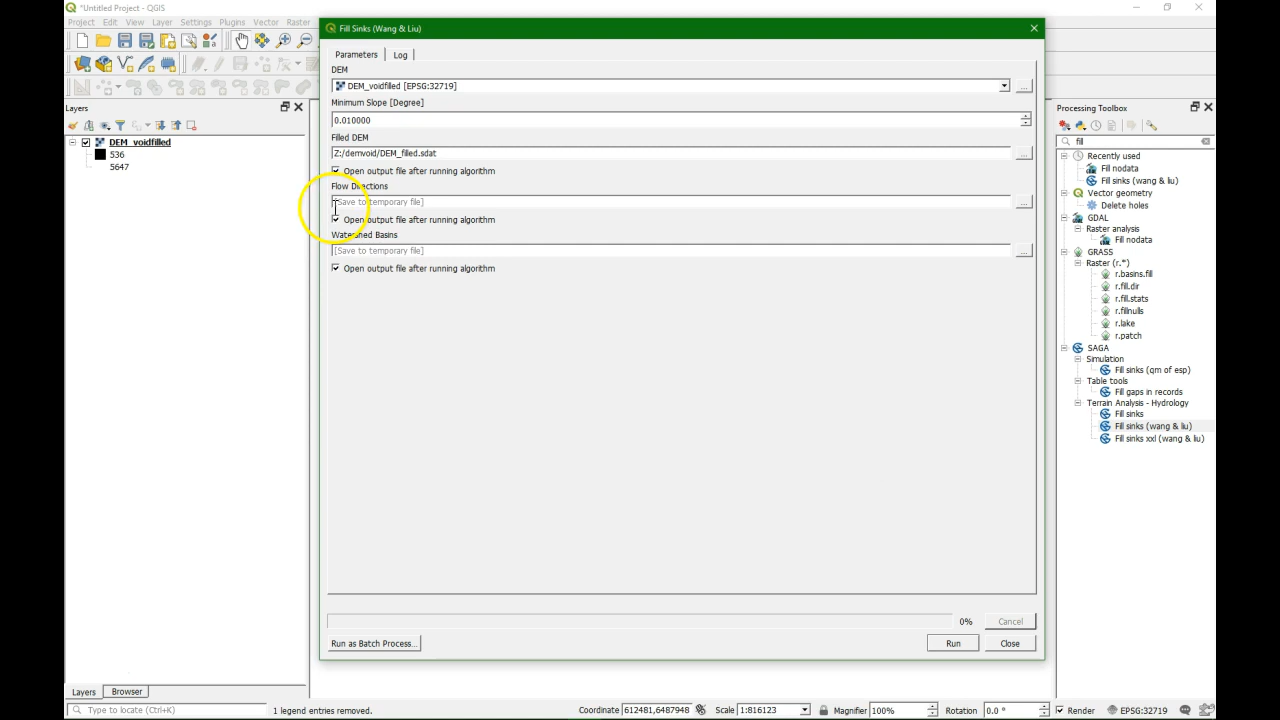 *Untitled Project - QGIS
Project Edit View Layer Settings Plugins Vector Raster
Fill Sinks (Wang & Liu)
Parameters Log
DEM
DEM_voidfilled [EPSG:32719]
...
Minimum Slope [Degree]
0.010000
Filled DEM
Z:/demvoid/DEM_filled.sdat
...
Open output file after running algorithm
Flow Directions
[Save to temporary file]
...
Open output file after running algorithm
Watershed Basins
[Save to temporary file]
...
Open output file after running algorithm
0% Cancel
Run as Batch Process... Run Close
Layers
DEM_voidfilled
536
5647
Layers Browser
Processing Toolbox
fill
Recently used
Fill nodata
Fill sinks (wang & liu)
Vector geometry
Delete holes
GDAL
Raster analysis
Fill nodata
GRASS
Raster (r.*)
r.basins.fill
r.fill.dir
r.fill.stats
r.fillnulls
r.lake
r.patch
SAGA
Simulation
Fill sinks (qm of esp)
Table tools
Fill gaps in records
Terrain Analysis - Hydrology
Fill sinks
Fill sinks (wang & liu)
Fill sinks xxl (wang & liu)
Type to locate (Ctrl+K) 1 legend entries removed. Coordinate 612481,6487948 Scale 1:816123 Magnifier 100% Rotation 0.0 ° Render EPSG:32719